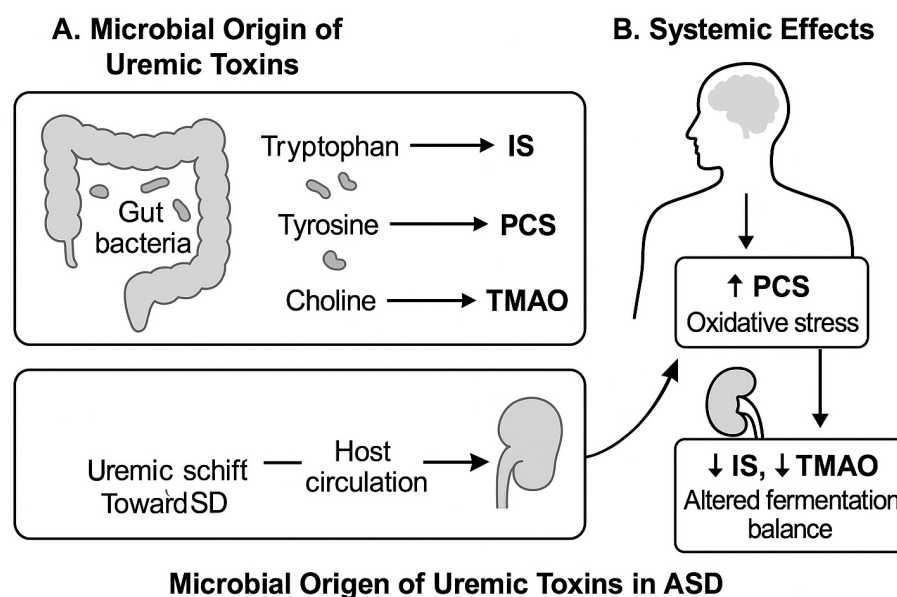 A. Microbial Origin of
Uremic Toxins
Gut
bacteria
Tryptophan → IS
Tyrosine → PCS
Choline → TMAO
Uremic schiff
Toward SD
Host
circulation
B. Systemic Effects
↑ PCS
Oxidative stress
↓ IS, ↓ TMAO
Altered fermentation
balance
Microbial Origen of Uremic Toxins in ASD